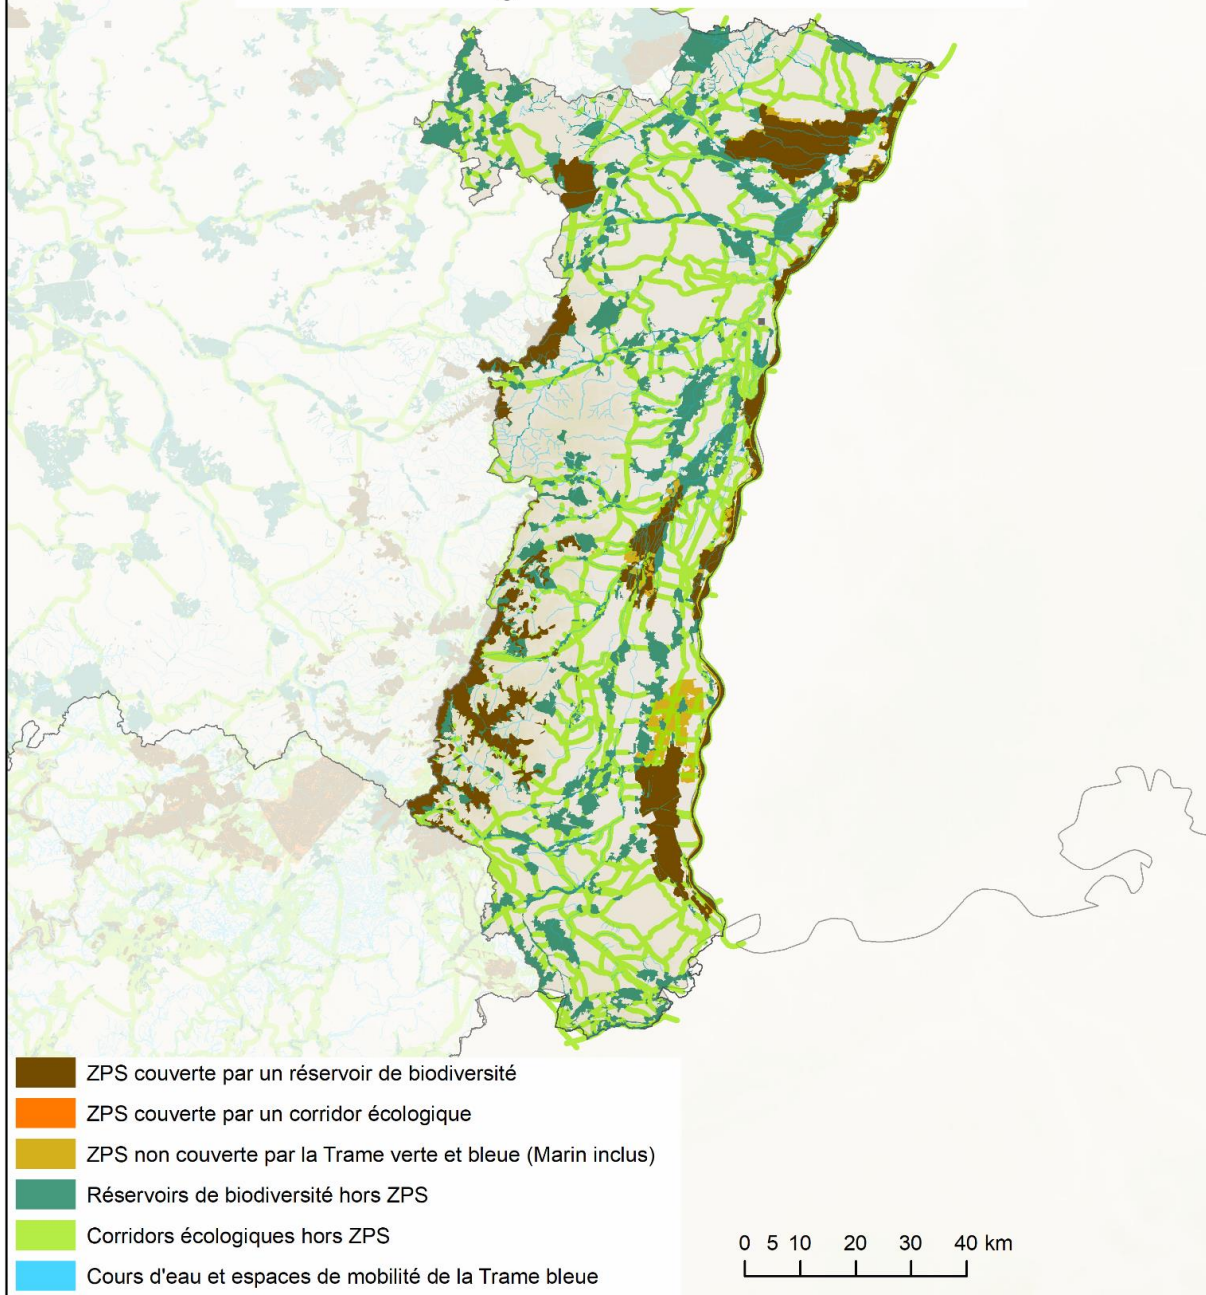 ZPS couverte par un réservoir de biodiversité
ZPS couverte par un corridor écologique
ZPS non couverte par la Trame verte et bleue (Marin inclus)
Réservoirs de biodiversité hors ZPS
Corridors écologiques hors ZPS
Cours d'eau et espaces de mobilité de la Trame bleue
0 5 10 20 30 40 km